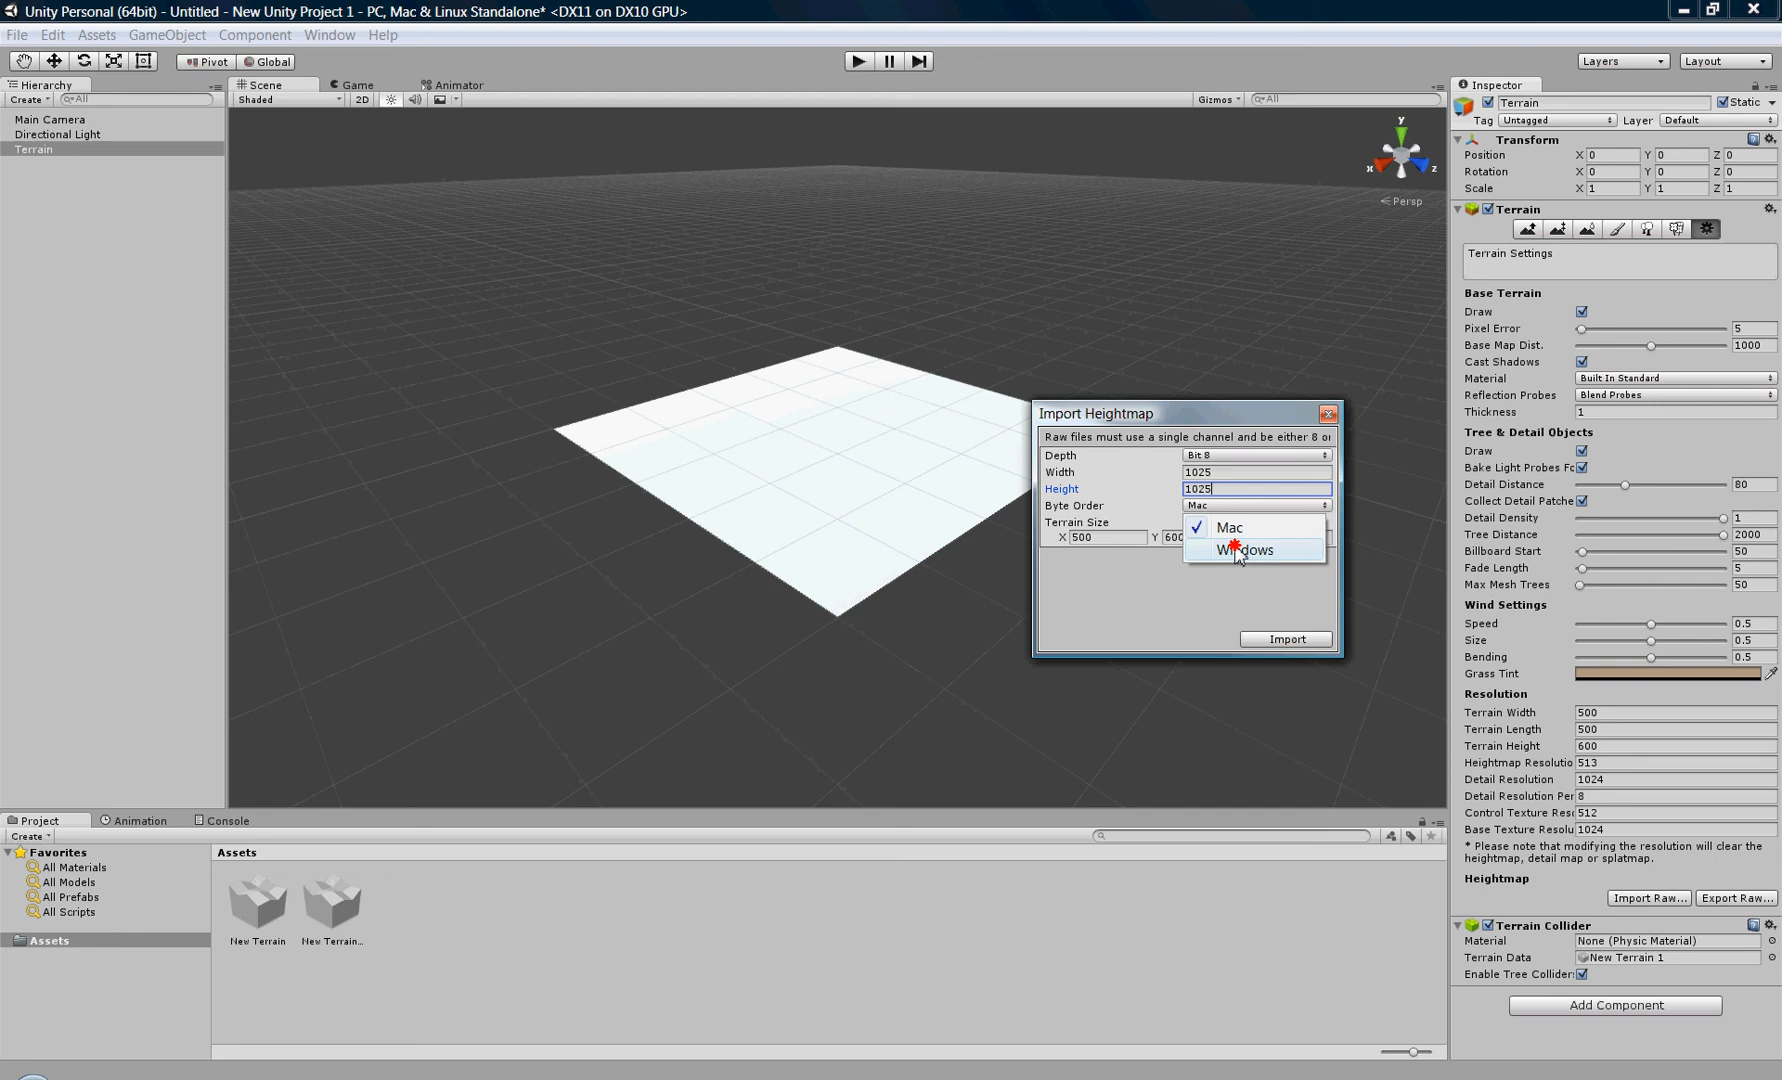 Unity Personal (64bit) - Untitled - New Unity Project 1 - PC, Mac & Linux Standalone* <DX11 on DX10 GPU>
File Edit Assets GameObject Component Window Help
Pivot Global Layers Layout
Hierarchy
Create All
Main Camera
Directional Light
Terrain
Scene Game Animator
Shaded 2D Gizmos All
y
x z
Persp
Import Heightmap
Raw files must use a single channel and be either 8 or
Depth Bit 8
Width 1025
Height 1025
Byte Order Mac
Terrain Size
X 500 Y 600
Mac
Windows
Import
Inspector
Terrain Static
Tag Untagged Layer Default
Transform
Position X 0 Y 0 Z 0
Rotation X 0 Y 0 Z 0
Scale X 1 Y 1 Z 1
Terrain
Terrain Settings
Base Terrain
Draw
Pixel Error 5
Base Map Dist. 1000
Cast Shadows
Material Built In Standard
Reflection Probes Blend Probes
Thickness 1
Tree & Detail Objects
Draw
Bake Light Probes Fo
Detail Distance 80
Collect Detail Patche
Detail Density 1
Tree Distance 2000
Billboard Start 50
Fade Length 5
Max Mesh Trees 50
Wind Settings
Speed 0.5
Size 0.5
Bending 0.5
Grass Tint
Resolution
Terrain Width 500
Terrain Length 500
Terrain Height 600
Heightmap Resolutio 513
Detail Resolution 1024
Detail Resolution Per 8
Control Texture Reso 512
Base Texture Resolu 1024
* Please note that modifying the resolution will clear the
heightmap, detail map or splatmap.
Heightmap
Import Raw... Export Raw...
Terrain Collider
Material None (Physic Material)
Terrain Data New Terrain 1
Enable Tree Colliders
Add Component
Project Animation Console
Create
Favorites
All Materials
All Models
All Prefabs
All Scripts
Assets
Assets
New Terrain New Terrain...